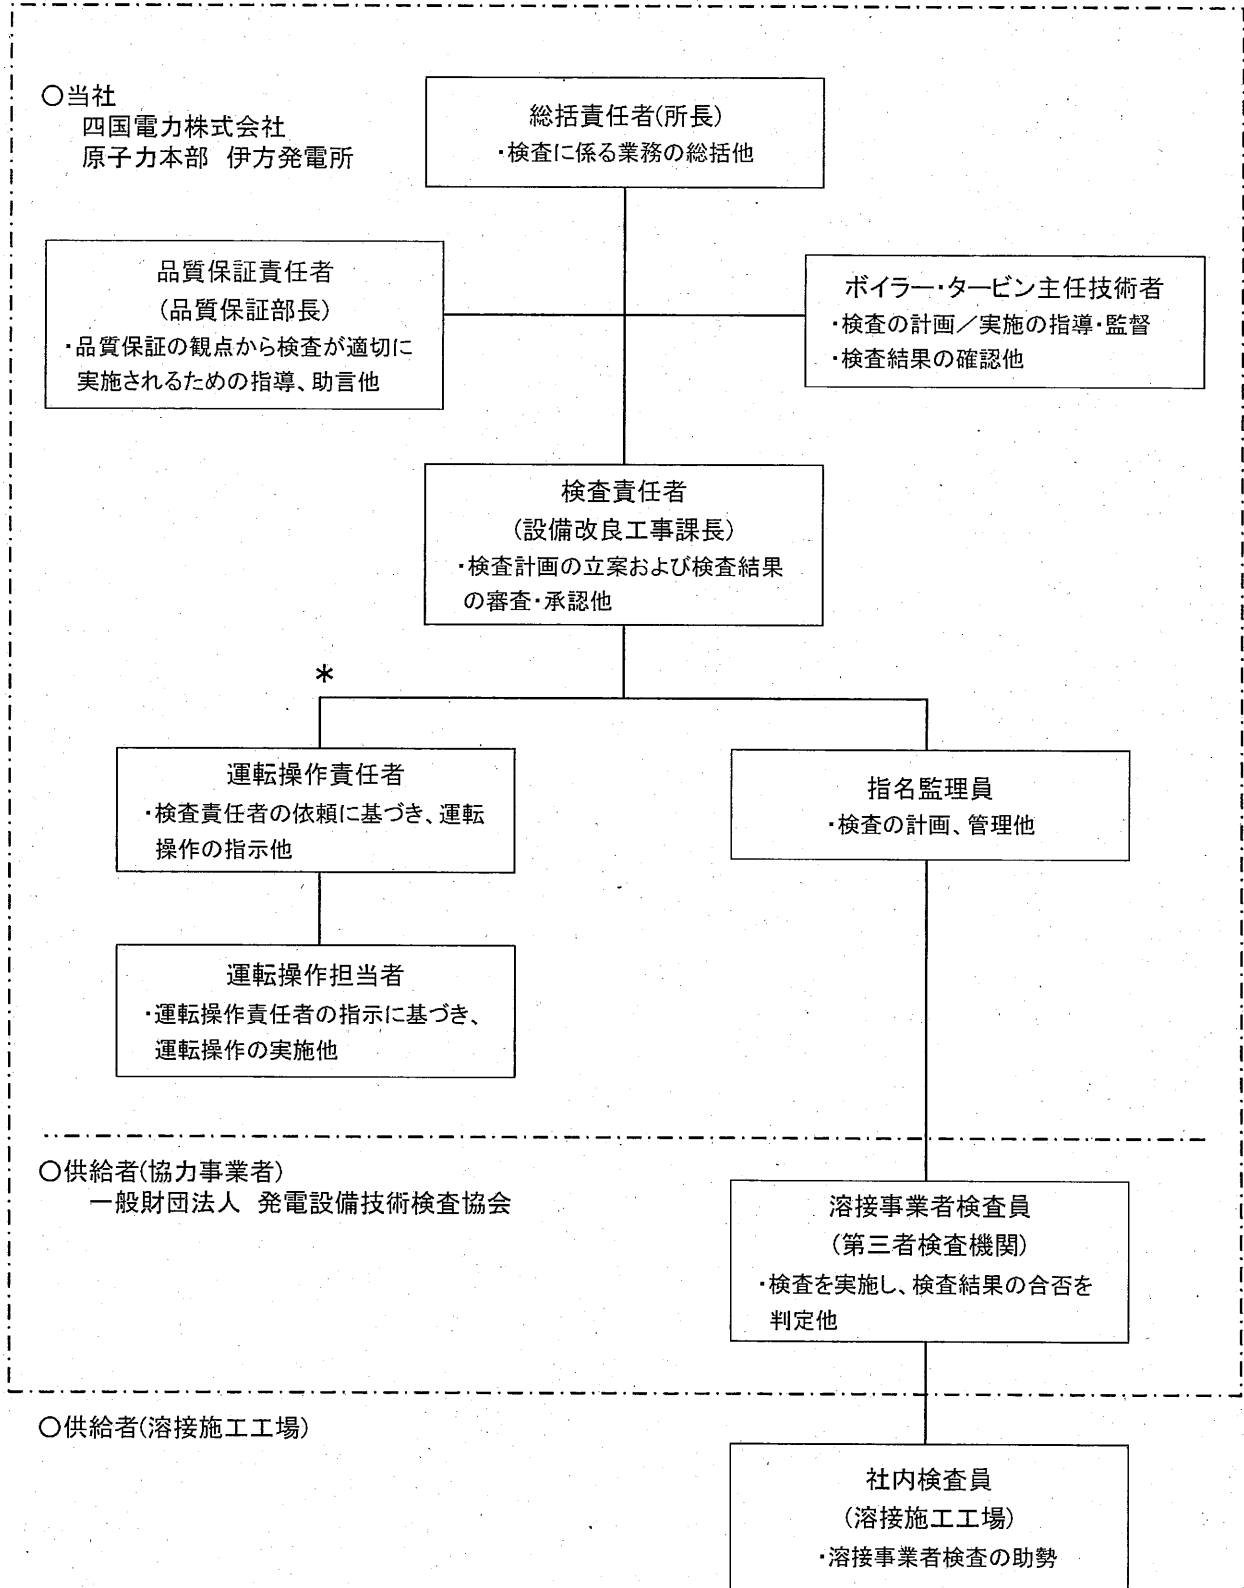 ○当社
四国電力株式会社
原子力本部 伊方発電所
総括責任者(所長)
・検査に係る業務の総括他
品質保証責任者
(品質保証部長)
・品質保証の観点から検査が適切に
実施されるための指導、助言他
ボイラー・タービン主任技術者
・検査の計画／実施の指導・監督
・検査結果の確認他
検査責任者
(設備改良工事課長)
・検査計画の立案および検査結果
の審査・承認他
＊
運転操作責任者
・検査責任者の依頼に基づき、運転
操作の指示他
指名監理員
・検査の計画、管理他
運転操作担当者
・運転操作責任者の指示に基づき、
運転操作の実施他
○供給者(協力事業者)
一般財団法人 発電設備技術検査協会
溶接事業者検査員
(第三者検査機関)
・検査を実施し、検査結果の合否を
判定他
○供給者(溶接施工工場)
社内検査員
(溶接施工工場)
・溶接事業者検査の助勢